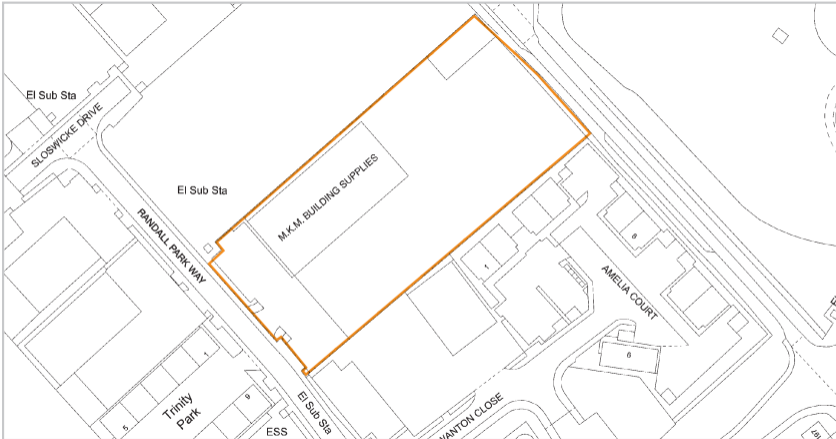 El Sub Sta
SLOSWICKE DRIVE
El Sub Sta
M.K.M. BUILDING SUPPLIES
RANDALL PARK WAY
8
1
AMELIA COURT
6
1
Trinity
Park
9
5
El Sub Sta
ESS
WANTON CLOSE